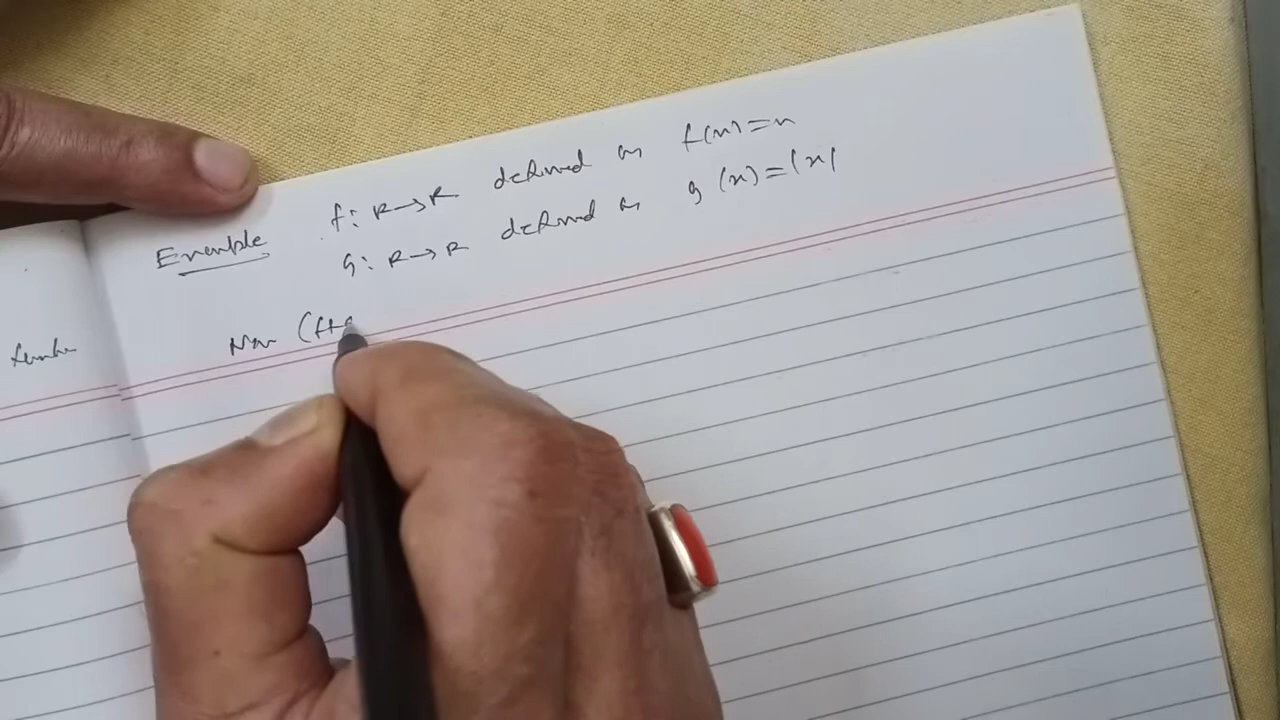 f: R→R defined as f(x)=x
Example
g: R→R defined as g(x)=|x|
Now (f+g